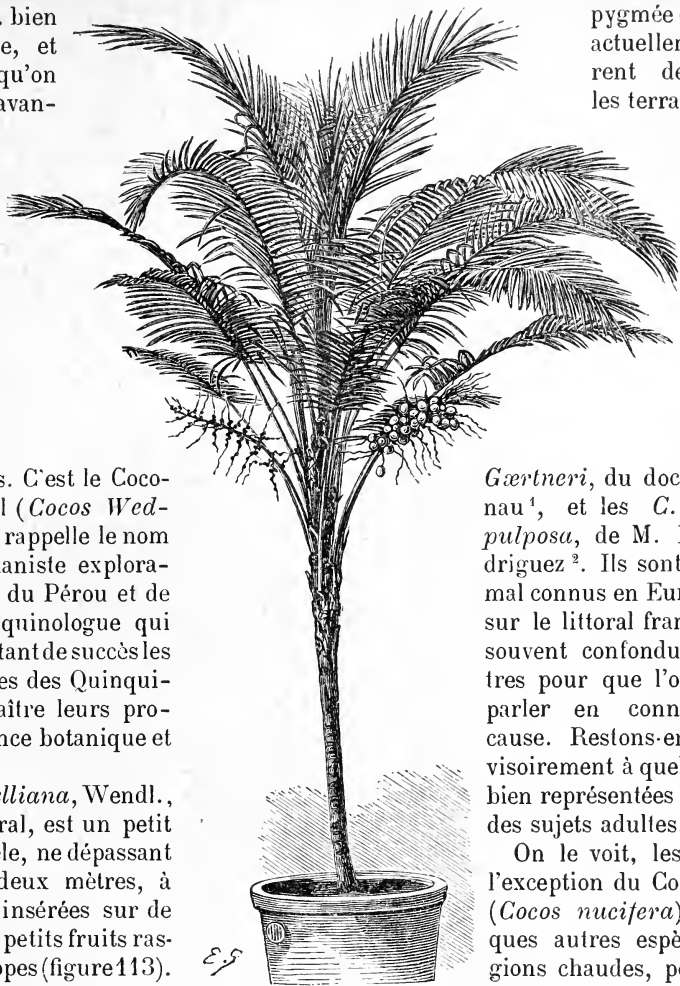 . bien
e, et
qu'on
avan-
s. C'est le Coco-
l (Cocos Wed-
rappelle le nom
aniste explora-
du Pérou et de
quinologue qui
tant de succès les
es des Quinqui-
aître leurs pro-
nce botanique et
lliana, Wendl.,
ral, est un petit
le, ne dépassant
deux mètres, à
insérées sur de
petits fruits ras-
ppes (figure 113).
pygmée
actueller
rent de
les terra
Gærtneri, du doc
nau¹, et les C.
pulposa, de M.
driguez². Ils sont
mal connus en Eur
sur le littoral fran
souvent confondu
tres pour que l'o
parler en conn
cause. Restons-en
visoirement à quel
bien représentées
des sujets adultes.
On le voit, les
l'exception du Co
(Cocos nucifera)
ques autres espè
gions chaudes, p
E. G